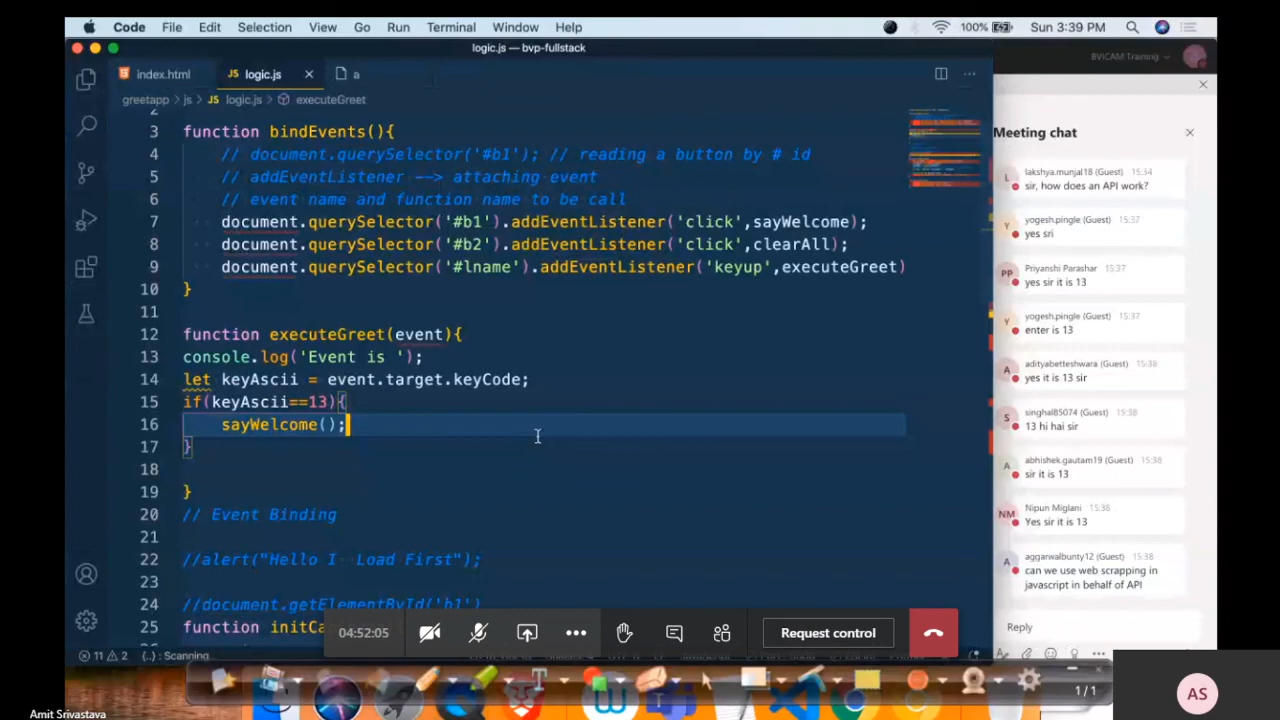 Code File Edit Selection View Go Run Terminal Window Help 100% Sun 3:39 PM
logic.js — bvp-fullstack
index.html JS logic.js a
BVICAM Training
greetapp > js > JS logic.js > executeGreet
2
3 function bindEvents(){
4 // document.querySelector('#b1'); // reading a button by # id
5 // addEventListener --> attaching event
6 // event name and function name to be call
7 document.querySelector('#b1').addEventListener('click',sayWelcome);
8 document.querySelector('#b2').addEventListener('click',clearAll);
9 document.querySelector('#lname').addEventListener('keyup',executeGreet)
10 }
11
12 function executeGreet(event){
13 console.log('Event is ');
14 let keyAscii = event.target.keyCode;
15 if(keyAscii==13){
16 sayWelcome();
17 }
18
19 }
20 // Event Binding
21
22 //alert("Hello I Load First");
23
24 //document.getElementById('b1')
25 function initCa
11 2 {..} : Scanning..
Meeting chat
L lakshya.munjal18 (Guest) 15:34
sir, how does an API work?
Y yogesh.pingle (Guest) 15:37
yes sri
PP Priyanshi Parashar 15:37
yes sir it is 13
Y yogesh.pingle (Guest) 15:37
enter is 13
A adityabetteshwara (Guest) 15:38
yes it is 13 sir
S singhal85074 (Guest) 15:38
13 hi hai sir
A abhishek.gautam19 (Guest) 15:38
sir it is 13
NM Nipun Miglani 15:38
Yes sir it is 13
A aggarwalbunty12 (Guest) 15:38
can we use web scrapping in
javascript in behalf of API
Reply
04:52:05 Request control
1/1
AS
Amit Srivastava